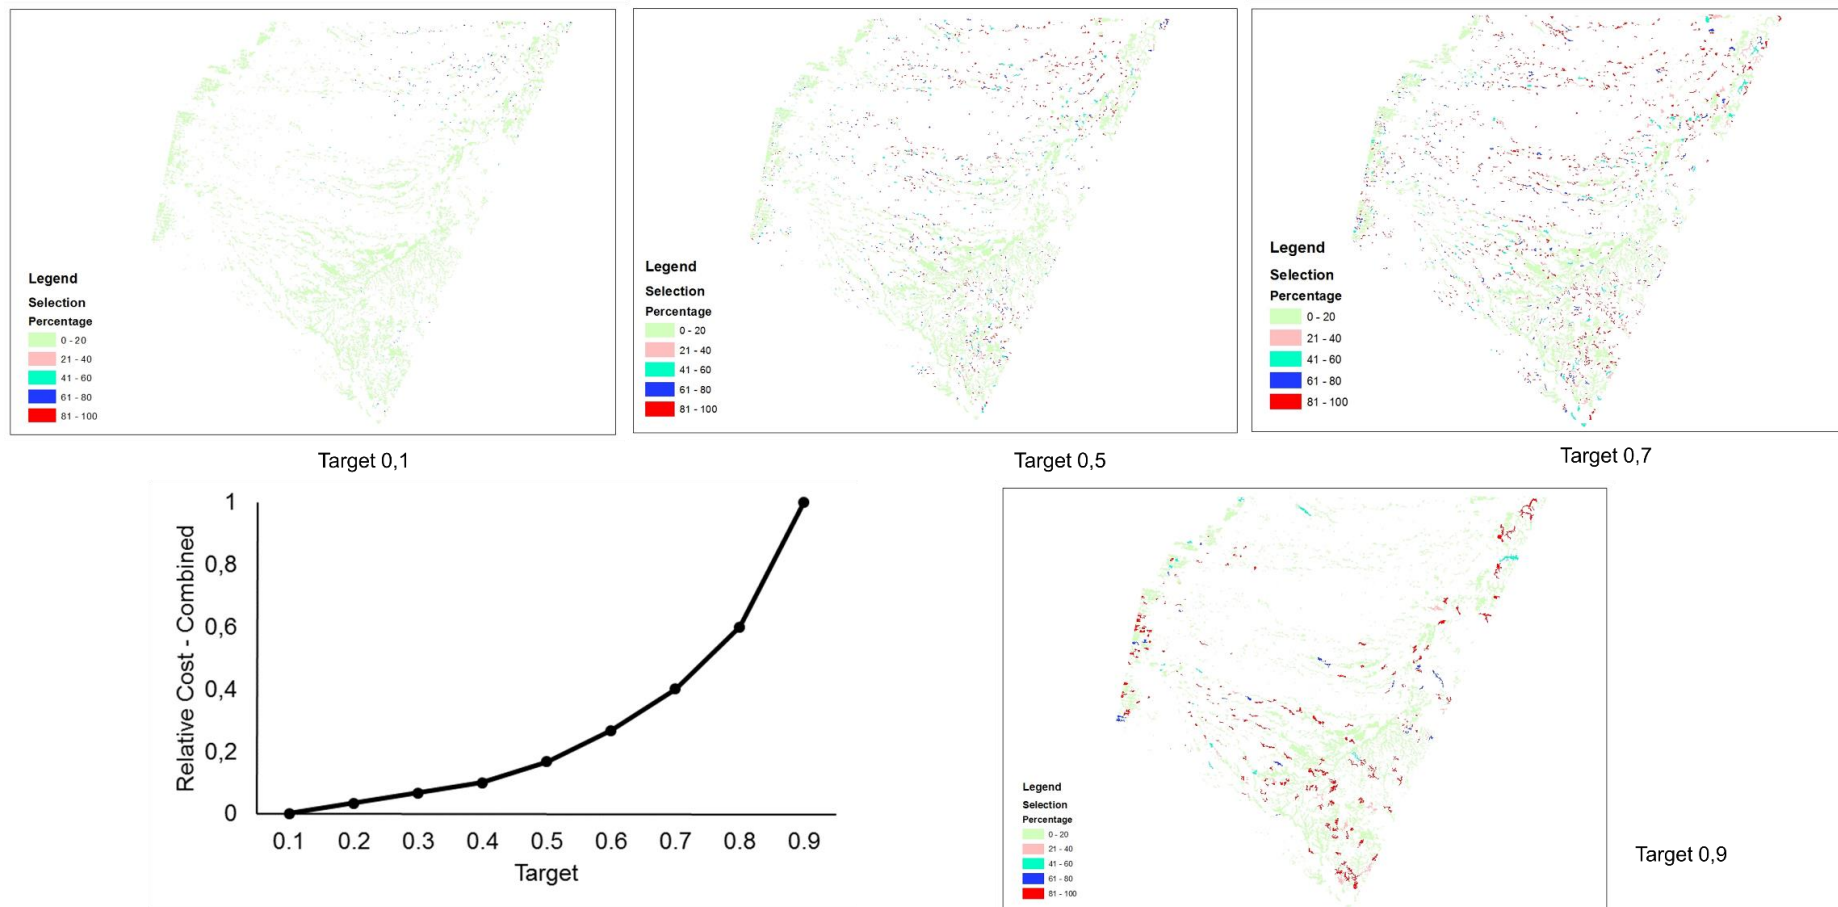 Legend
Selection
Percentage
0 - 20
21 - 40
41 - 60
61 - 80
81 - 100
Target 0,1
Legend
Selection
Percentage
0 - 20
21 - 40
41 - 60
61 - 80
81 - 100
Target 0,5
Legend
Selection
Percentage
0 - 20
21 - 40
41 - 60
61 - 80
81 - 100
Target 0,7
Relative Cost - Combined
1
0,8
0,6
0,4
0,2
0
0.1 0.2 0.3 0.4 0.5 0.6 0.7 0.8 0.9
Target
Legend
Selection
Percentage
0 - 20
21 - 40
41 - 60
61 - 80
81 - 100
Target 0,9